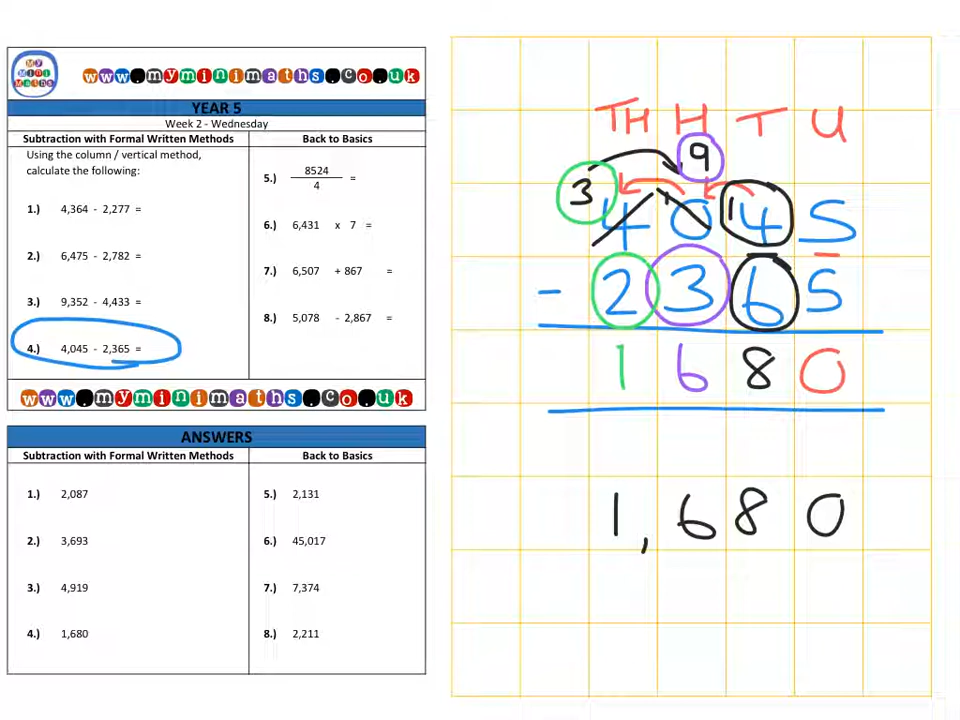 My Mini Maths
www.myminimaths.co.uk
YEAR 5
Week 2 - Wednesday
Subtraction with Formal Written Methods
Back to Basics
Using the column / vertical method,
calculate the following:
1.) 4,364 - 2,277 =
2.) 6,475 - 2,782 =
3.) 9,352 - 4,433 =
4.) 4,045 - 2,365 =
5.) 8524
4 =
6.) 6,431 x 7 =
7.) 6,507 + 867 =
8.) 5,078 - 2,867 =
www.myminimaths.co.uk
ANSWERS
Subtraction with Formal Written Methods
Back to Basics
1.) 2,087
2.) 3,693
3.) 4,919
4.) 1,680
5.) 2,131
6.) 45,017
7.) 7,374
8.) 2,211
TH H T U
9
3 1 1
4 0 4 5
- 2 3 6 5
1 6 8 0
1,680